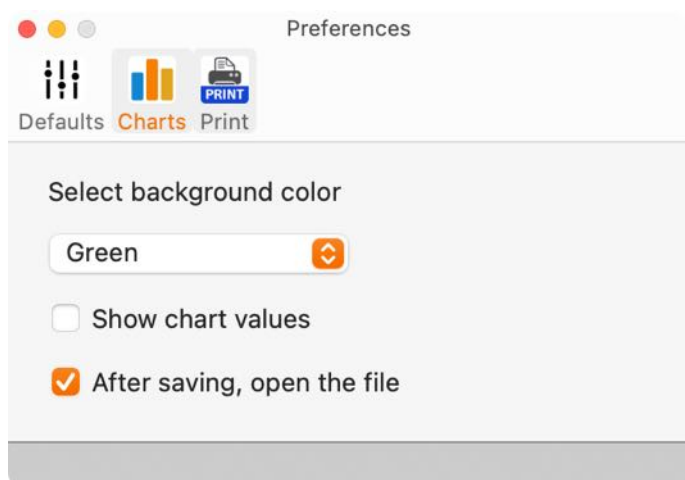 Preferences
PRINT
Defaults Charts Print
Select background color
Green
Show chart values
After saving, open the file